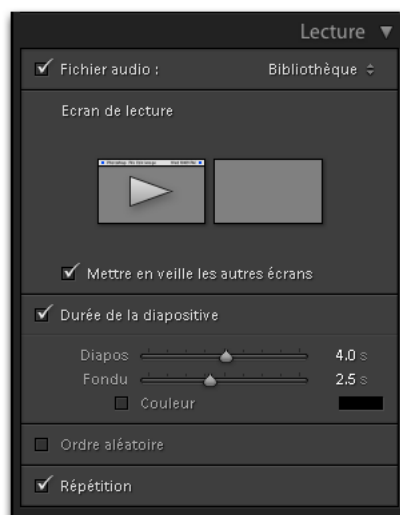 Lecture
Fichier audio : Bibliothèque
Ecran de lecture
Mettre en veille les autres écrans
Durée de la diapositive
Diapos 4.0 s
Fondu 2.5 s
Couleur
Ordre aléatoire
Répétition